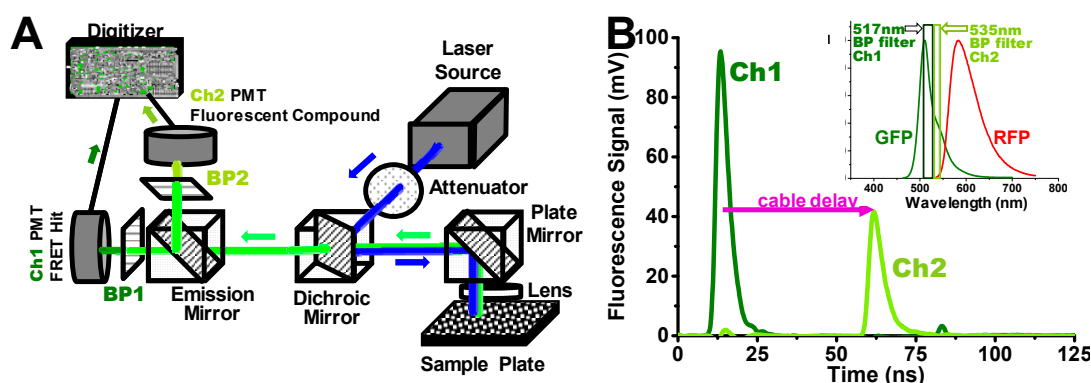 A
Digitizer
Laser
Source
Ch2 PMT
Fluorescent Compound
BP2
Attenuator
Plate
Mirror
Ch1 PMT
FRET Hit
BP1
Emission
Mirror
Dichroic
Mirror
Lens
Sample Plate
B
Fluorescence Signal (mV)
100
80
60
40
20
0
0
25
50
75
100
125
Time (ns)
Ch1
cable delay
Ch2
517nm
BP filter
Ch1
535nm
BP filter
Ch2
GFP
RFP
400
500
600
700
800
Wavelength (nm)